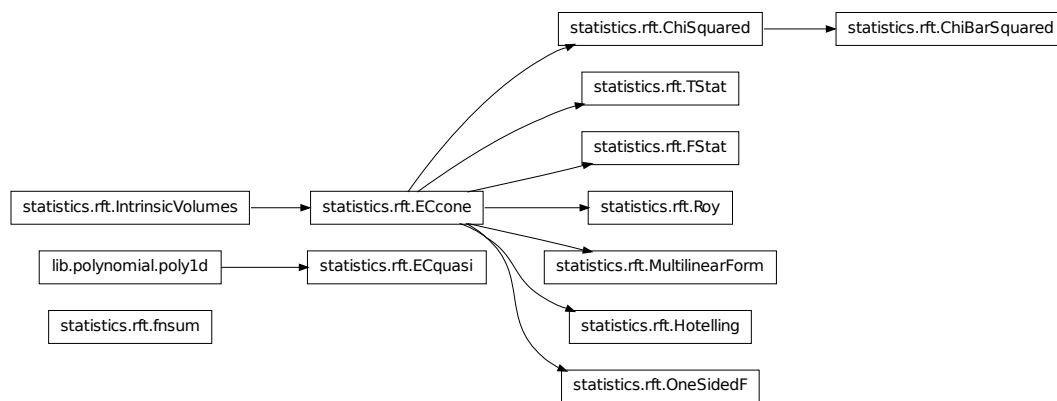 statistics.rft.ChiSquared
statistics.rft.ChiBarSquared
statistics.rft.TStat
statistics.rft.FStat
statistics.rft.IntrinsicVolumes
statistics.rft.ECcone
statistics.rft.Roy
lib.polynomial.poly1d
statistics.rft.ECquasi
statistics.rft.MultilinearForm
statistics.rft.fnsum
statistics.rft.Hotelling
statistics.rft.OneSidedF